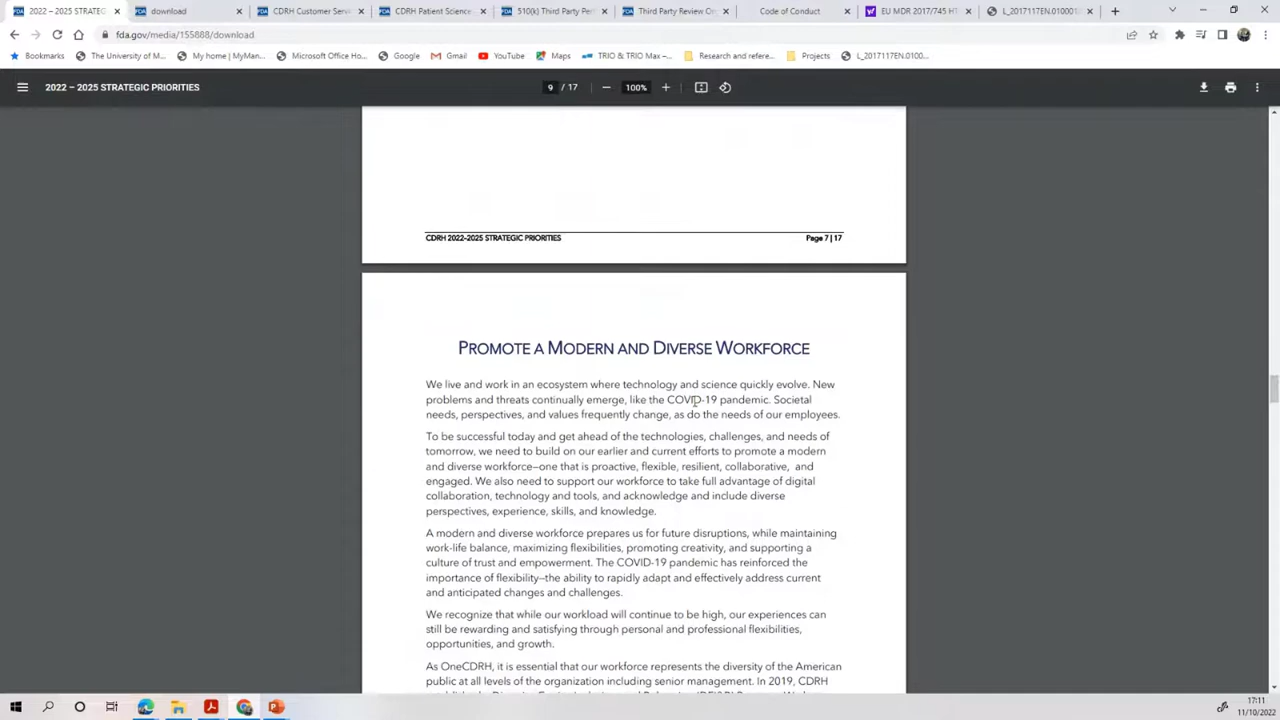 2022 – 2025 STRATEG
download
CDRH Customer Serv
CDRH Patient Science
510(k) Third Party Per
Third Party Review Or
Code of Conduct
EU MDR 2017/745 HT
L_2017117EN.010001
fda.gov/media/155888/download
Bookmarks
The University of M...
My home | MyMan...
Microsoft Office Ho...
Google
Gmail
YouTube
Maps
TRIO & TRIO Max –...
Research and refere...
Projects
L_2017117EN.0100...
2022 – 2025 STRATEGIC PRIORITIES
9 / 17
100%
CDRH 2022-2025 STRATEGIC PRIORITIES
Page 7 | 17
PROMOTE A MODERN AND DIVERSE WORKFORCE
We live and work in an ecosystem where technology and science quickly evolve. New
problems and threats continually emerge, like the COVID-19 pandemic. Societal
needs, perspectives, and values frequently change, as do the needs of our employees.
To be successful today and get ahead of the technologies, challenges, and needs of
tomorrow, we need to build on our earlier and current efforts to promote a modern
and diverse workforce—one that is proactive, flexible, resilient, collaborative, and
engaged. We also need to support our workforce to take full advantage of digital
collaboration, technology and tools, and acknowledge and include diverse
perspectives, experience, skills, and knowledge.
A modern and diverse workforce prepares us for future disruptions, while maintaining
work-life balance, maximizing flexibilities, promoting creativity, and supporting a
culture of trust and empowerment. The COVID-19 pandemic has reinforced the
importance of flexibility—the ability to rapidly adapt and effectively address current
and anticipated changes and challenges.
We recognize that while our workload will continue to be high, our experiences can
still be rewarding and satisfying through personal and professional flexibilities,
opportunities, and growth.
As OneCDRH, it is essential that our workforce represents the diversity of the American
public at all levels of the organization including senior management. In 2019, CDRH
17:11
11/10/2022